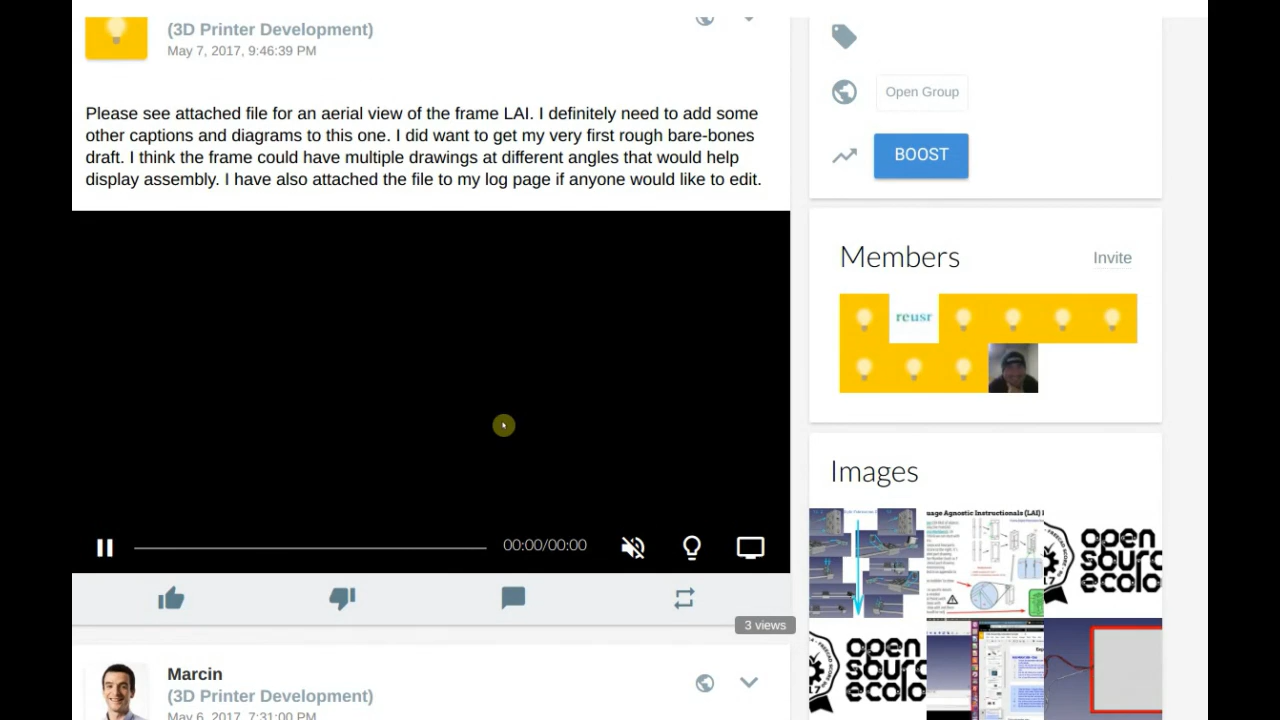 (3D Printer Development)
May 7, 2017, 9:46:39 PM
Please see attached file for an aerial view of the frame LAI. I definitely need to add some
other captions and diagrams to this one. I did want to get my very first rough bare-bones
draft. I think the frame could have multiple drawings at different angles that would help
display assembly. I have also attached the file to my log page if anyone would like to edit.
00:00/00:00
3 views
Marcin
(3D Printer Development)
May 6, 2017, 7:31:00 PM
Open Group
BOOST
Members
Invite
reusr
Images
uage Agnostic Instructionals (LAI)
open
sourc
ecolo
open
sourc
ecolo